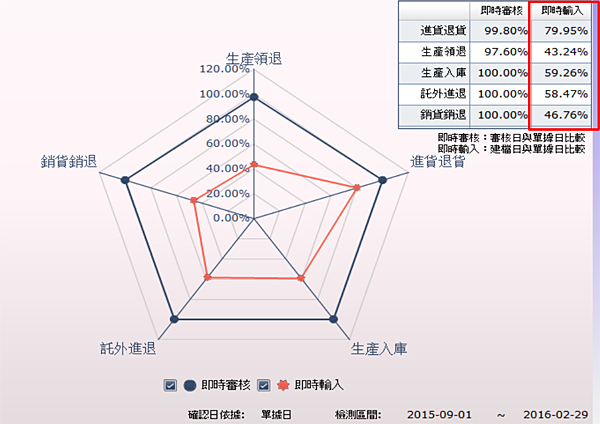 即時審核 即時輸入
進貨退貨 99.80% 79.95%
生產領退 97.60% 43.24%
生產入庫 100.00% 59.26%
託外進退 100.00% 58.47%
銷貨銷退 100.00% 46.76%
即時審核：審核日與單據日比較
即時輸入：建檔日與單據日比較
生產領退
120.00%
100.00%
80.00%
60.00%
40.00%
20.00%
0.00%
銷貨銷退
進貨退貨
託外進退
生產入庫
即時審核 即時輸入
確認日依據: 單據日 檢測區間: 2015-09-01 ~ 2016-02-29